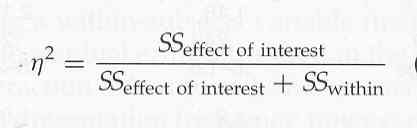 η² = SS_effect of interest / (SS_effect of interest + SS_within) (